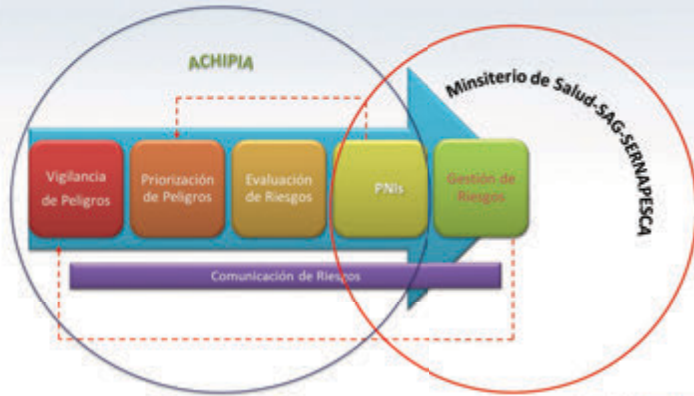 ACHIPIA
Minsiterio de Salud-SAG-SERNAPESCA
Vigilancia
de Peligros
Priorización
de Peligros
Evaluación
de Riesgos
PNIs
Gestión de
Riesgos
Comunicación de Riesgos